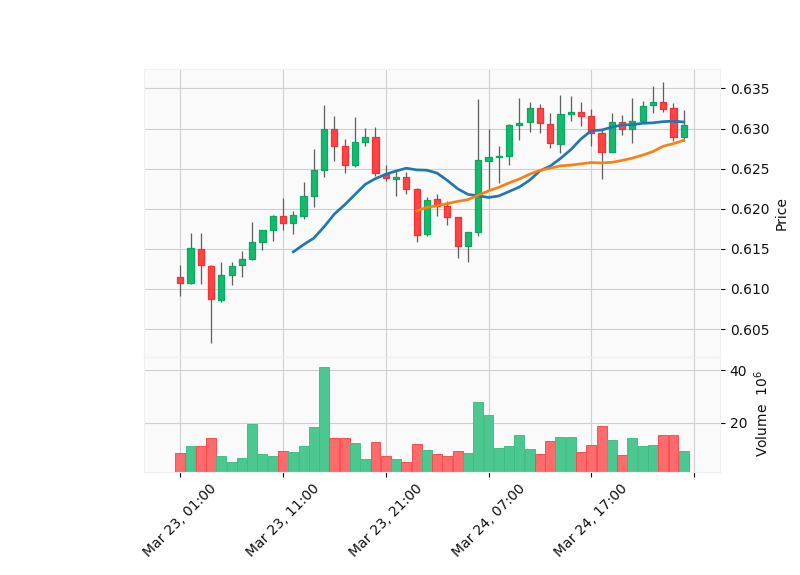 0.635
0.630
0.625
0.620
0.615
0.610
0.605
Price
40
20
Volume 10^6
Mar 23, 01:00
Mar 23, 11:00
Mar 23, 21:00
Mar 24, 07:00
Mar 24, 17:00